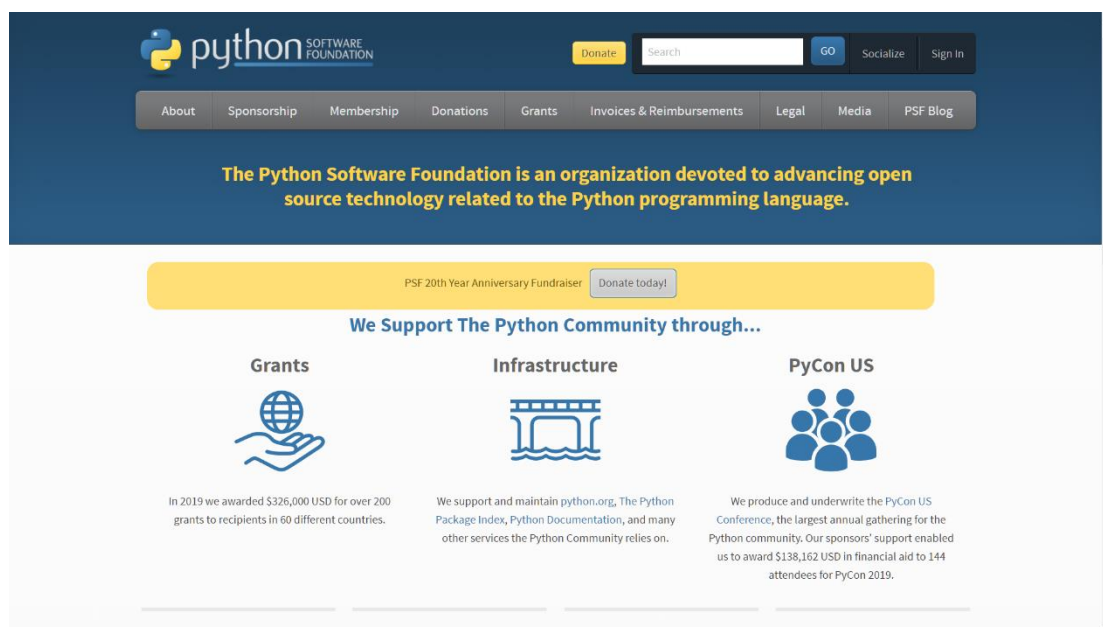 python SOFTWARE FOUNDATION
Donate
Search
GO
Socialize
Sign In
About
Sponsorship
Membership
Donations
Grants
Invoices & Reimbursements
Legal
Media
PSF Blog
The Python Software Foundation is an organization devoted to advancing open
source technology related to the Python programming language.
PSF 20th Year Anniversary Fundraiser
Donate today!
We Support The Python Community through...
Grants
In 2019 we awarded $326,000 USD for over 200
grants to recipients in 60 different countries.
Infrastructure
We support and maintain python.org, The Python
Package Index, Python Documentation, and many
other services the Python Community relies on.
PyCon US
We produce and underwrite the PyCon US
Conference, the largest annual gathering for the
Python community. Our sponsors' support enabled
us to award $138,162 USD in financial aid to 144
attendees for PyCon 2019.